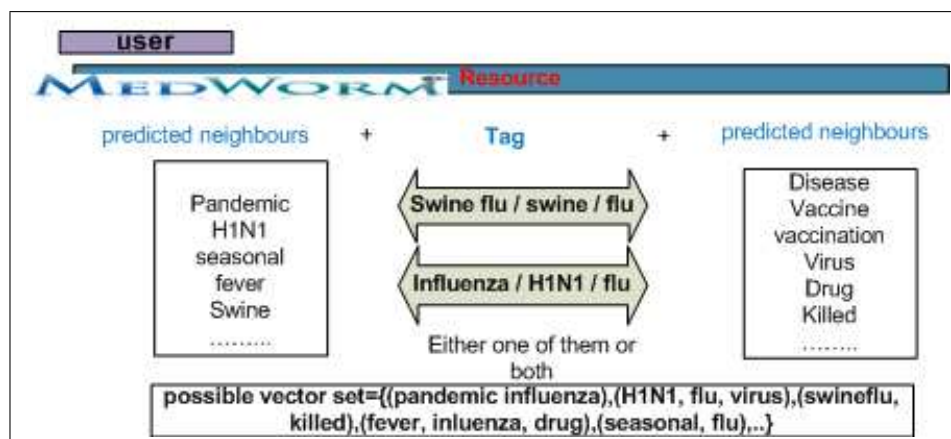 user
MEDWORM Resource
predicted neighbours + Tag + predicted neighbours
Pandemic
H1N1
seasonal
fever
Swine
.........
Swine flu / swine / flu
Influenza / H1N1 / flu
Either one of them or
both
Disease
Vaccine
vaccination
Virus
Drug
Killed
........
possible vector set={(pandemic influenza),(H1N1, flu, virus),(swineflu,
killed),(fever, inluenza, drug),(seasonal, flu),..}